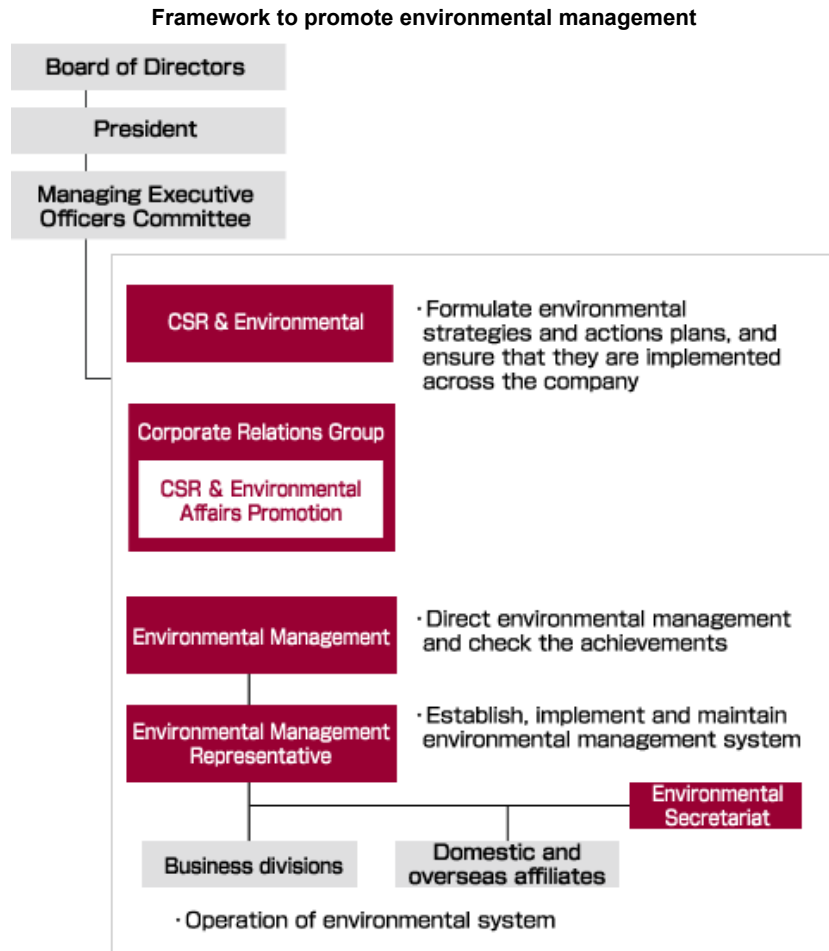 Framework to promote environmental management
Board of Directors
President
Managing Executive
Officers Committee
CSR & Environmental
・Formulate environmental
strategies and actions plans, and
ensure that they are implemented
across the company
Corporate Relations Group
CSR & Environmental
Affairs Promotion
Environmental Management
・Direct environmental management
and check the achievements
Environmental Management
Representative
・Establish, implement and maintain
environmental management system
Environmental
Secretariat
Business divisions
Domestic and
overseas affiliates
・Operation of environmental system